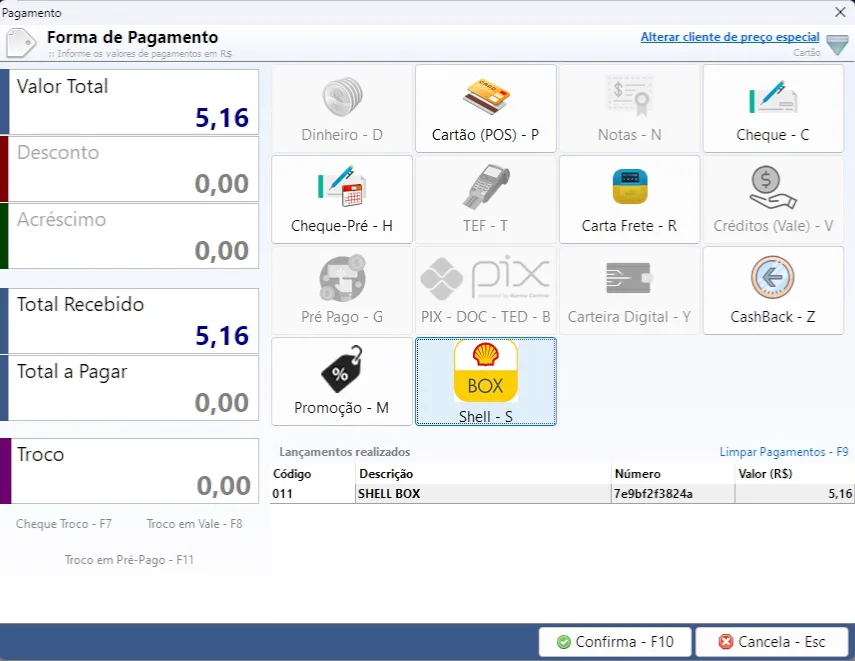 Pagamento
Forma de Pagamento
:: Informe os valores de pagamentos em R$
Alterar cliente de preço especial
Cartão
Valor Total
5,16
Desconto
0,00
Acréscimo
0,00
Total Recebido
5,16
Total a Pagar
0,00
Troco
0,00
Cheque Troco - F7 Troco em Vale - F8
Troco em Pré-Pago - F11
Dinheiro - D
Cartão (POS) - P
Notas - N
Cheque - C
Cheque-Pré - H
TEF - T
Carta Frete - R
Créditos (Vale) - V
Pré Pago - G
pix
powered by Banco Central
PIX - DOC - TED - B
Carteira Digital - Y
CashBack - Z
Promoção - M
BOX
Shell - S
Lançamentos realizados
Limpar Pagamentos - F9
Código Descrição Número Valor (R$)
011 SHELL BOX 7e9bf2f3824a 5,16
Confirma - F10
Cancela - Esc